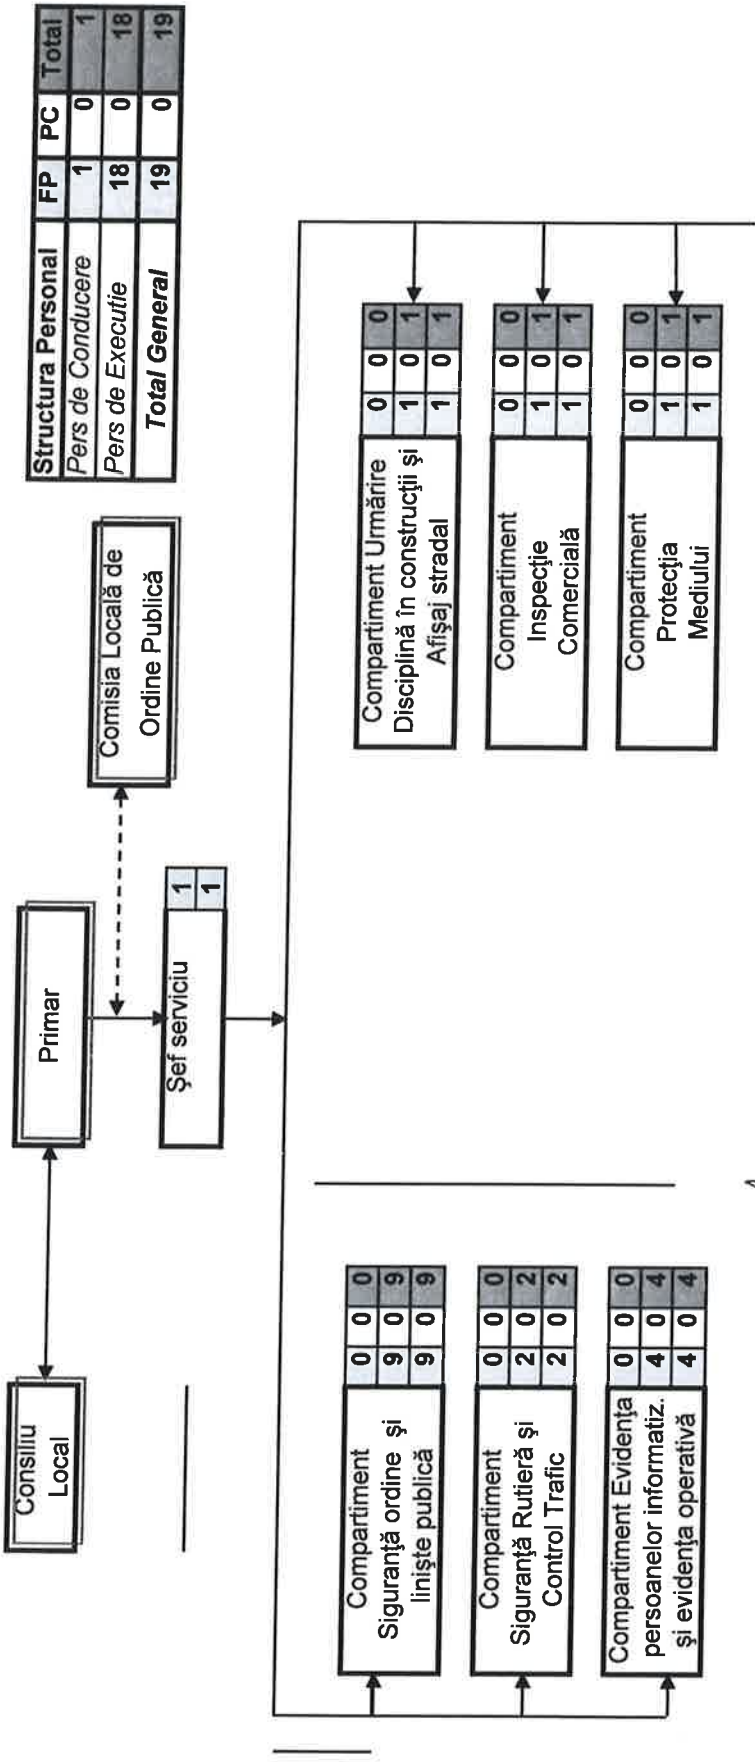 Consiliu
Local
Primar
Structura Personal FP PC Total
Pers de Conducere 1 0 1
Pers de Executie 18 0 18
Total General 19 0 19
Comisia Locală de
Ordine Publică
Şef serviciu 1
1
Compartiment
Siguranţă ordine şi
linişte publică
0 0 0
9 0 9
9 0 9
Compartiment
Siguranţă Rutieră şi
Control Trafic
0 0 0
2 0 2
2 0 2
Compartiment Evidenţa
persoanelor informatiz.
şi evidenţa operativă
0 0 0
4 0 4
4 0 4
Compartiment Urmărire
Disciplină în construcţii şi
Afişaj stradal
0 0 0
1 0 1
1 0 1
Compartiment
Inspecţie
Comercială
0 0 0
1 0 1
1 0 1
Compartiment
Protecţia
Mediului
0 0 0
1 0 1
1 0 1